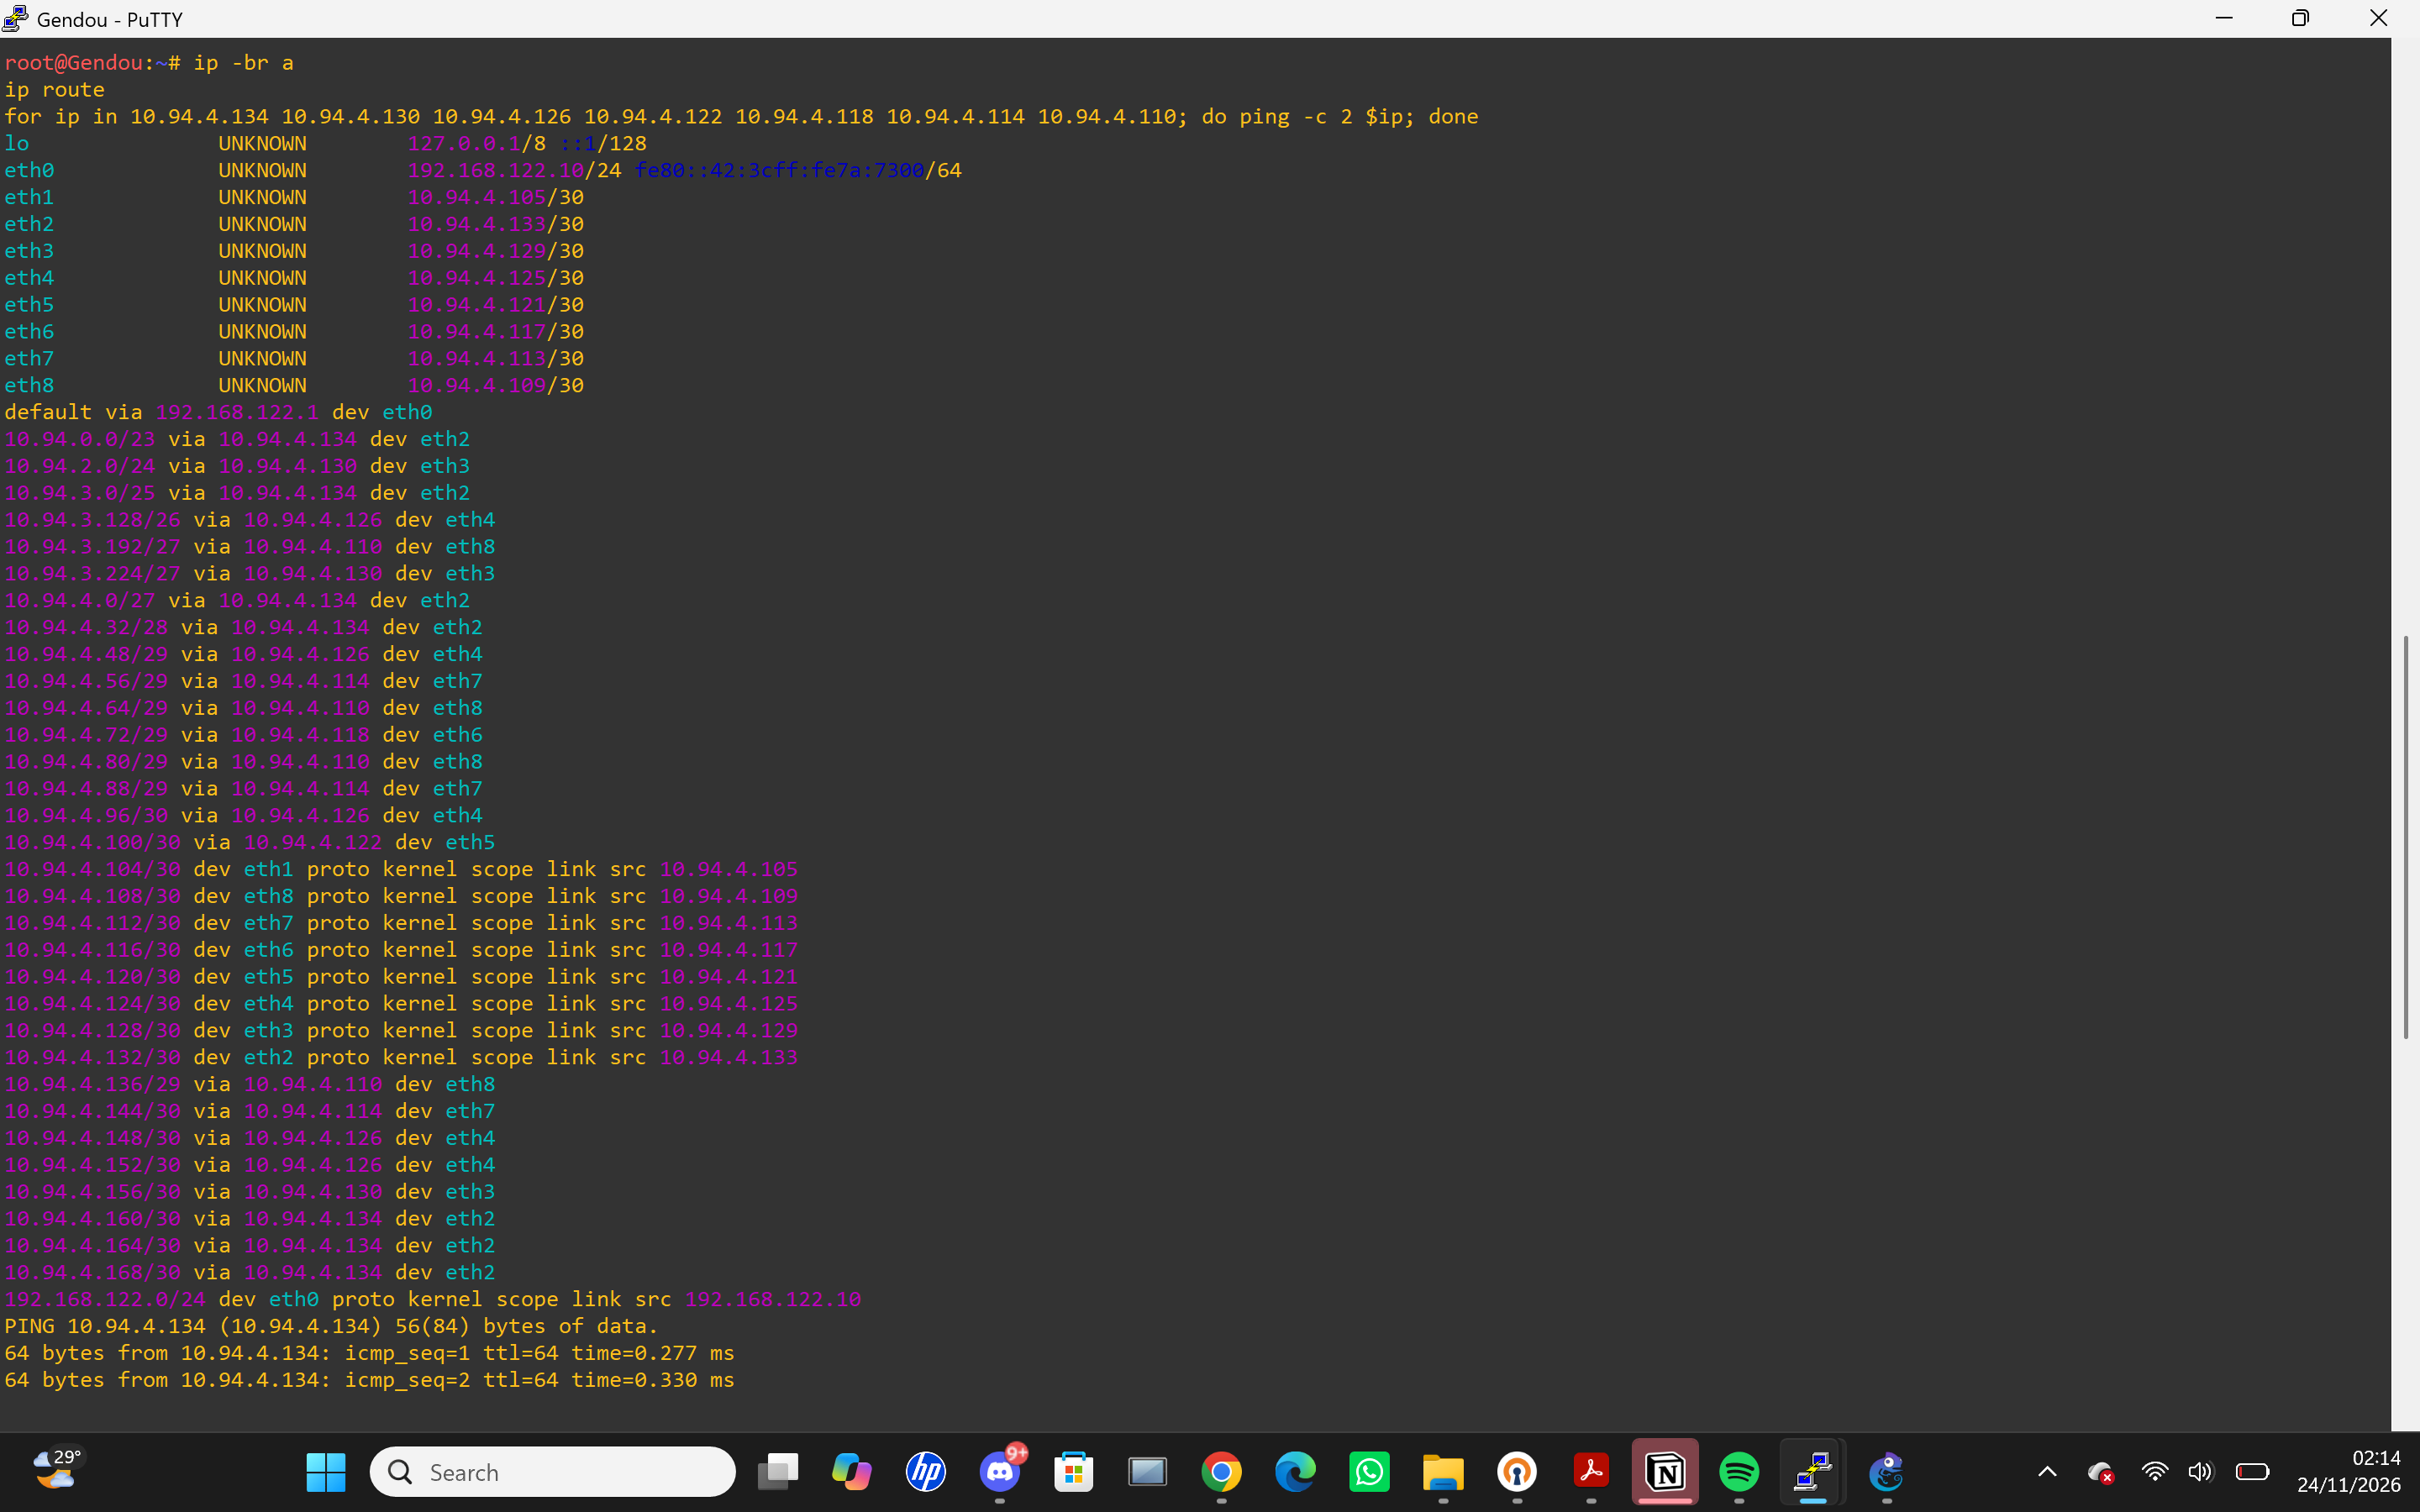 Gendou - PuTTY
root@Gendou:~# ip -br a
ip route
for ip in 10.94.4.134 10.94.4.130 10.94.4.126 10.94.4.122 10.94.4.118 10.94.4.114 10.94.4.110; do ping -c 2 $ip; done
lo UNKNOWN 127.0.0.1/8 ::1/128
eth0 UNKNOWN 192.168.122.10/24 fe80::42:3cff:fe7a:7300/64
eth1 UNKNOWN 10.94.4.105/30
eth2 UNKNOWN 10.94.4.133/30
eth3 UNKNOWN 10.94.4.129/30
eth4 UNKNOWN 10.94.4.125/30
eth5 UNKNOWN 10.94.4.121/30
eth6 UNKNOWN 10.94.4.117/30
eth7 UNKNOWN 10.94.4.113/30
eth8 UNKNOWN 10.94.4.109/30
default via 192.168.122.1 dev eth0
10.94.0.0/23 via 10.94.4.134 dev eth2
10.94.2.0/24 via 10.94.4.130 dev eth3
10.94.3.0/25 via 10.94.4.134 dev eth2
10.94.3.128/26 via 10.94.4.126 dev eth4
10.94.3.192/27 via 10.94.4.110 dev eth8
10.94.3.224/27 via 10.94.4.130 dev eth3
10.94.4.0/27 via 10.94.4.134 dev eth2
10.94.4.32/28 via 10.94.4.134 dev eth2
10.94.4.48/29 via 10.94.4.126 dev eth4
10.94.4.56/29 via 10.94.4.114 dev eth7
10.94.4.64/29 via 10.94.4.110 dev eth8
10.94.4.72/29 via 10.94.4.118 dev eth6
10.94.4.80/29 via 10.94.4.110 dev eth8
10.94.4.88/29 via 10.94.4.114 dev eth7
10.94.4.96/30 via 10.94.4.126 dev eth4
10.94.4.100/30 via 10.94.4.122 dev eth5
10.94.4.104/30 dev eth1 proto kernel scope link src 10.94.4.105
10.94.4.108/30 dev eth8 proto kernel scope link src 10.94.4.109
10.94.4.112/30 dev eth7 proto kernel scope link src 10.94.4.113
10.94.4.116/30 dev eth6 proto kernel scope link src 10.94.4.117
10.94.4.120/30 dev eth5 proto kernel scope link src 10.94.4.121
10.94.4.124/30 dev eth4 proto kernel scope link src 10.94.4.125
10.94.4.128/30 dev eth3 proto kernel scope link src 10.94.4.129
10.94.4.132/30 dev eth2 proto kernel scope link src 10.94.4.133
10.94.4.136/29 via 10.94.4.110 dev eth8
10.94.4.144/30 via 10.94.4.114 dev eth7
10.94.4.148/30 via 10.94.4.126 dev eth4
10.94.4.152/30 via 10.94.4.126 dev eth4
10.94.4.156/30 via 10.94.4.130 dev eth3
10.94.4.160/30 via 10.94.4.134 dev eth2
10.94.4.164/30 via 10.94.4.134 dev eth2
10.94.4.168/30 via 10.94.4.134 dev eth2
192.168.122.0/24 dev eth0 proto kernel scope link src 192.168.122.10
PING 10.94.4.134 (10.94.4.134) 56(84) bytes of data.
64 bytes from 10.94.4.134: icmp_seq=1 ttl=64 time=0.277 ms
64 bytes from 10.94.4.134: icmp_seq=2 ttl=64 time=0.330 ms
29°
Search
hp
9+
N
02:14
24/11/2026